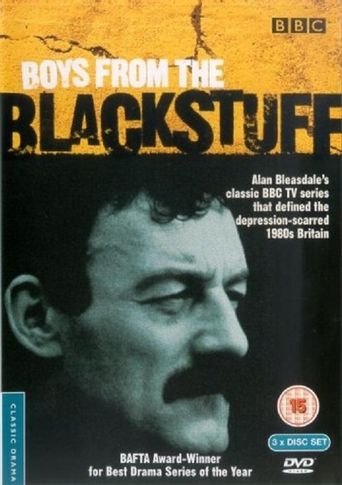 BBC
BOYS FROM THE
BLACKSTUFF
Alan Bleasdale's
classic BBC TV series
that defined the
depression-scarred
1980s Britain
15
3 x DISC SET
DVD
VIDEO
CLASSIC DRAMA
BAFTA Award-Winner
for Best Drama Series of the Year